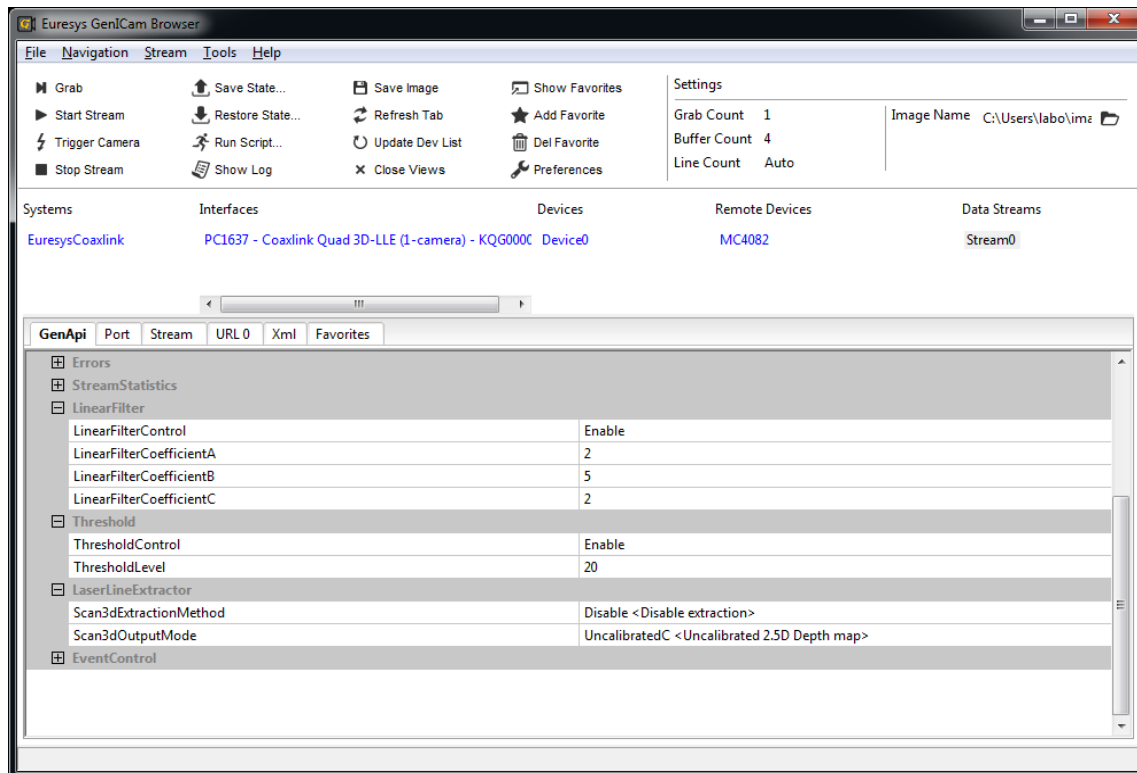 Euresys GenICam Browser
File Navigation Stream Tools Help
Grab Save State... Save Image Show Favorites
Start Stream Restore State... Refresh Tab Add Favorite
Trigger Camera Run Script... Update Dev List Del Favorite
Stop Stream Show Log Close Views Preferences
Settings
Grab Count 1
Buffer Count 4
Line Count Auto
Image Name C:\Users\labo\ima
Systems Interfaces Devices Remote Devices Data Streams
EuresysCoaxlink PC1637 - Coaxlink Quad 3D-LLE (1-camera) - KQG0000 Device0 MC4082 Stream0
GenApi Port Stream URL 0 Xml Favorites
Errors
StreamStatistics
LinearFilter
LinearFilterControl Enable
LinearFilterCoefficientA 2
LinearFilterCoefficientB 5
LinearFilterCoefficientC 2
Threshold
ThresholdControl Enable
ThresholdLevel 20
LaserLineExtractor
Scan3dExtractionMethod Disable <Disable extraction>
Scan3dOutputMode UncalibratedC <Uncalibrated 2.5D Depth map>
EventControl